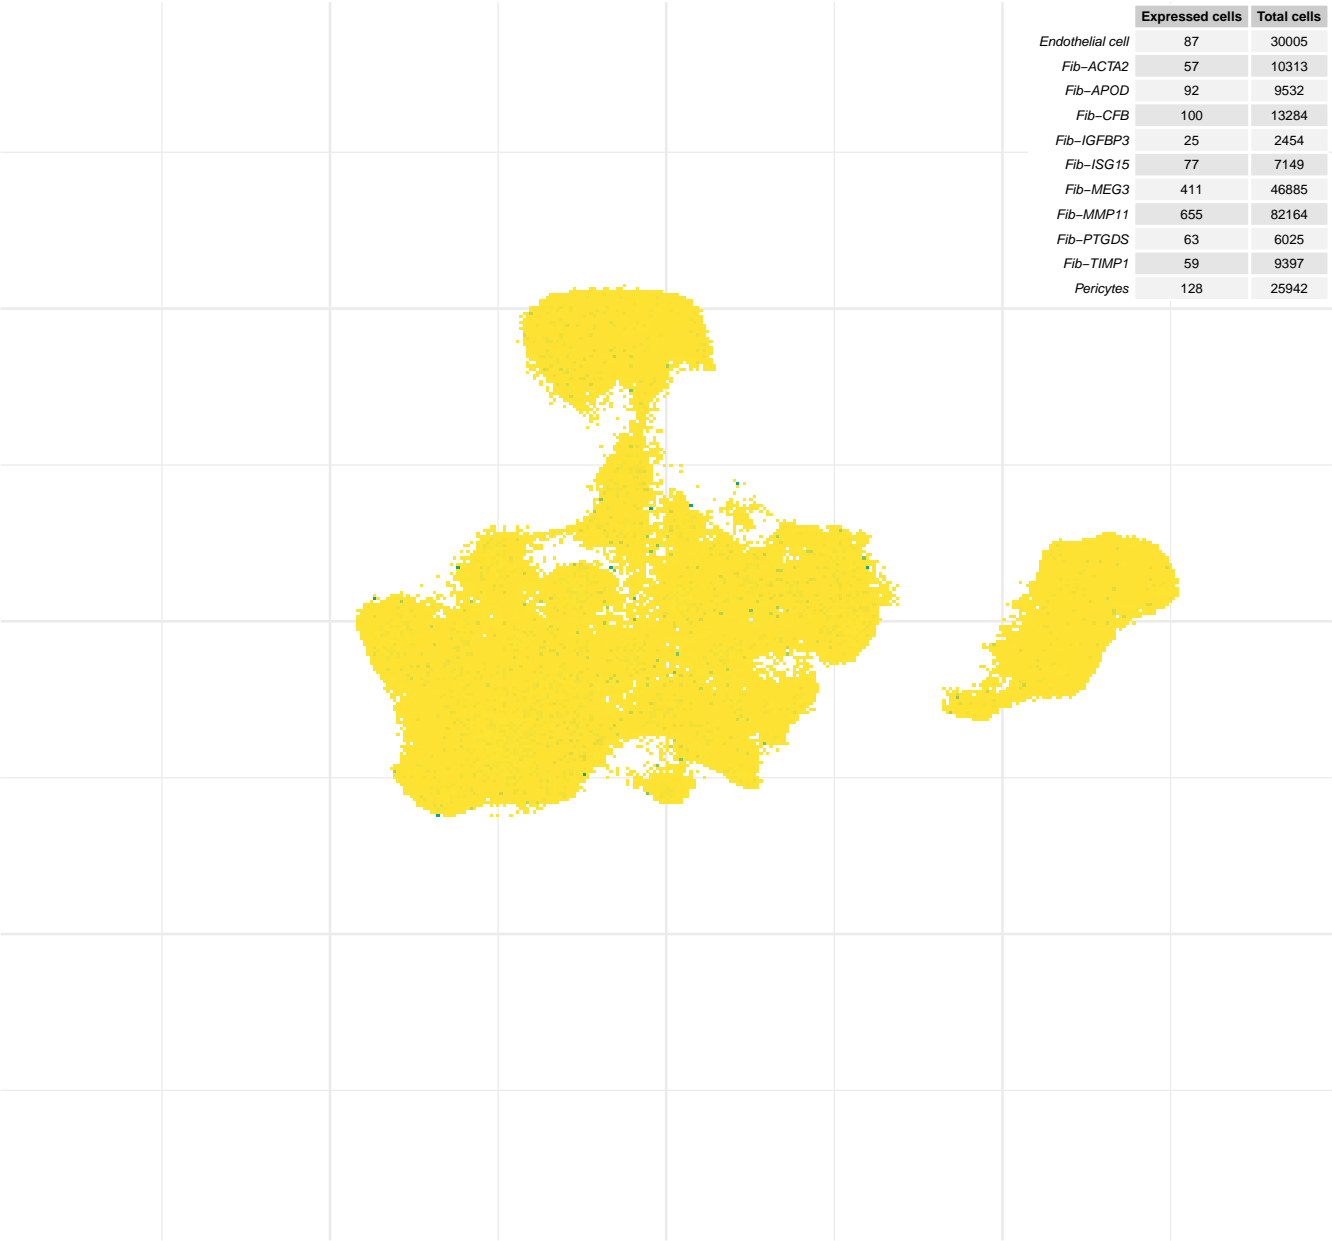 Expressed cells Total cells
Endothelial cell 87 30005
Fib−ACTA2 57 10313
Fib−APOD 92 9532
Fib−CFB 100 13284
Fib−IGFBP3 25 2454
Fib−ISG15 77 7149
Fib−MEG3 411 46885
Fib−MMP11 655 82164
Fib−PTGDS 63 6025
Fib−TIMP1 59 9397
Pericytes 128 25942